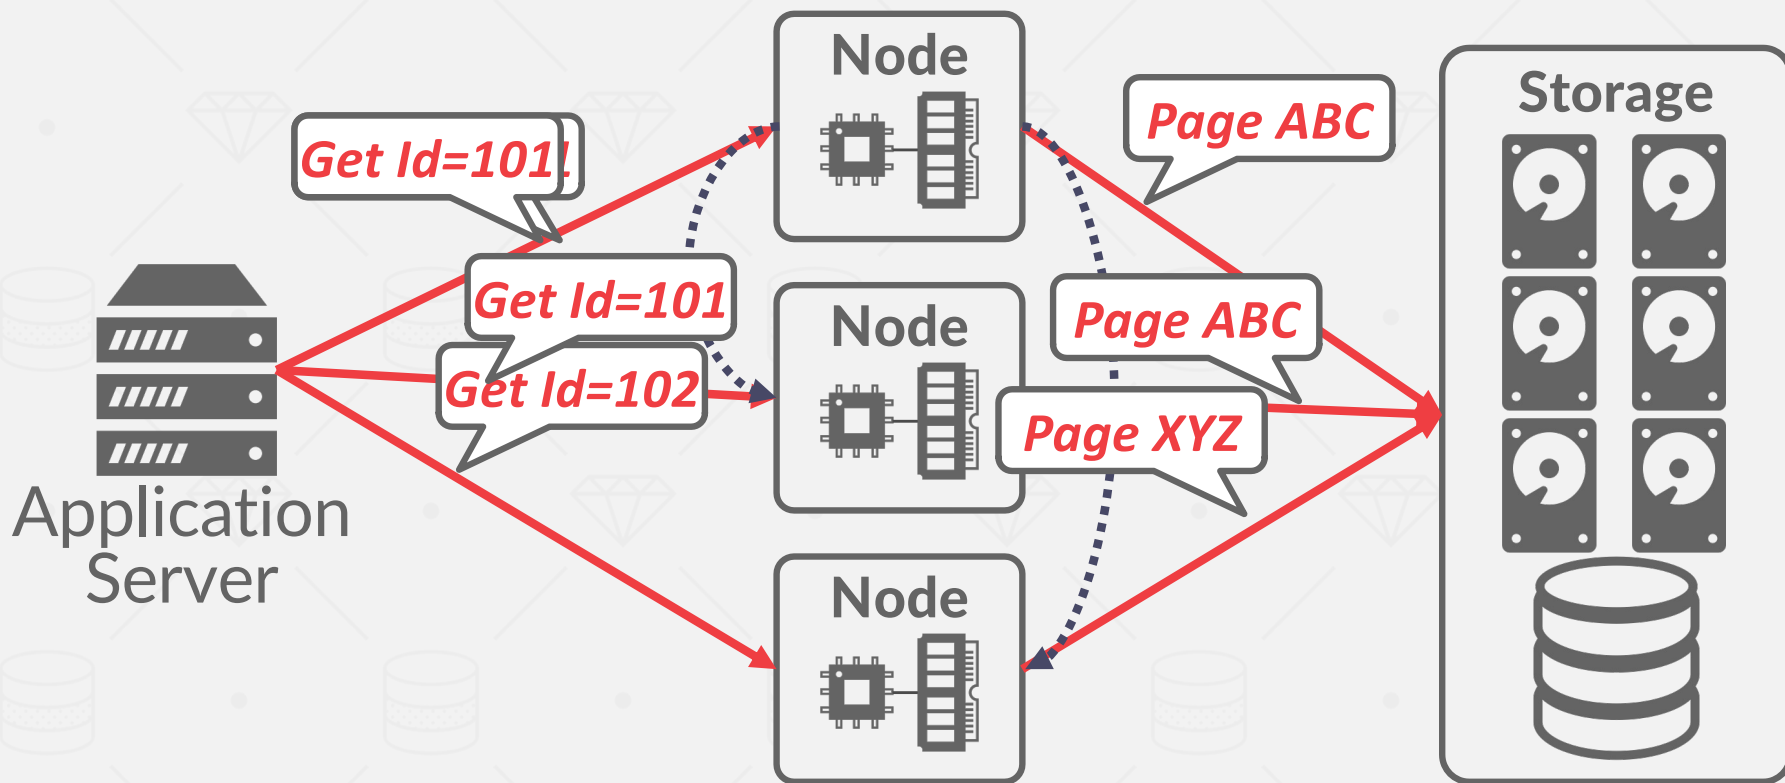 Node
Storage
Page ABC
Get Id=101
Get Id=101
Node
Page ABC
Get Id=102
Page XYZ
Application
Server
Node